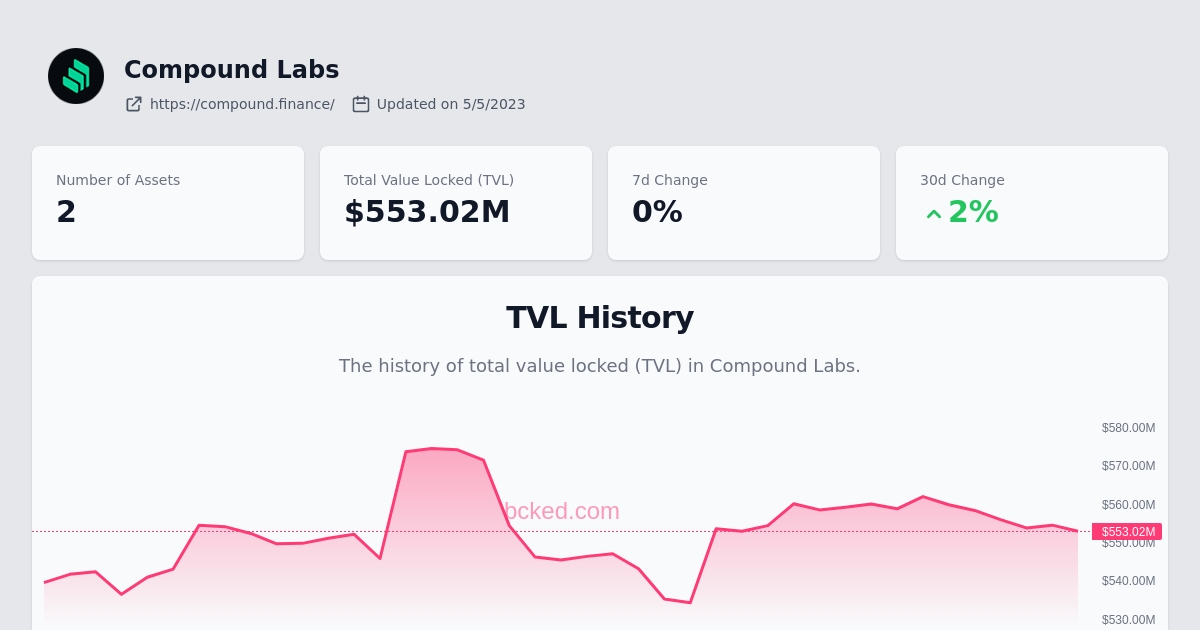 Compound Labs
https://compound.finance/ Updated on 5/5/2023
Number of Assets
2
Total Value Locked (TVL)
$553.02M
7d Change
0%
30d Change
2%
TVL History
The history of total value locked (TVL) in Compound Labs.
bcked.com
$580.00M
$570.00M
$560.00M
$553.02M
$550.00M
$540.00M
$530.00M